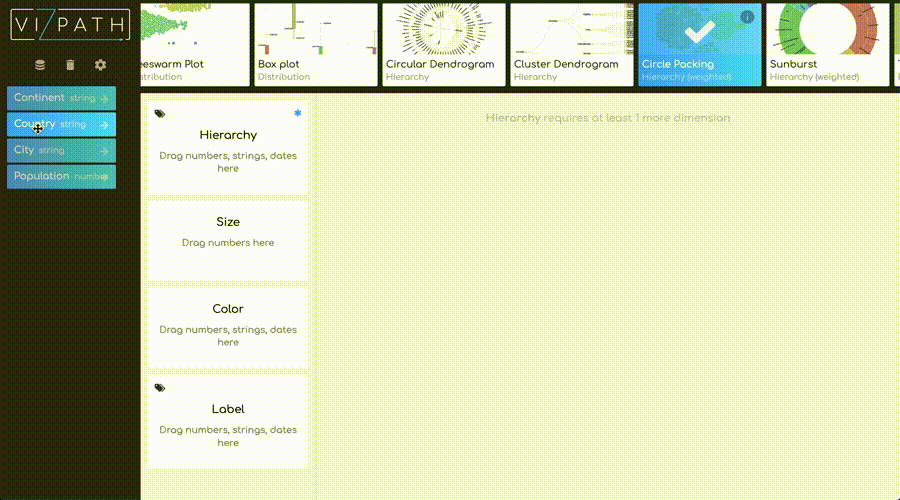 VIZPATH
eeswarm Plot
stribution
Box plot
Distribution
Circular Dendrogram
Hierarchy
Cluster Dendrogram
Hierarchy
Circle Packing
Hierarchy (weighted)
Sunburst
Hierarchy (weighted)
Continent string
Country string
City string
Population number
Hierarchy
Drag numbers, strings, dates
here
Size
Drag numbers here
Color
Drag numbers, strings, dates
here
Label
Drag numbers, strings, dates
here
Hierarchy requires at least 1 more dimension